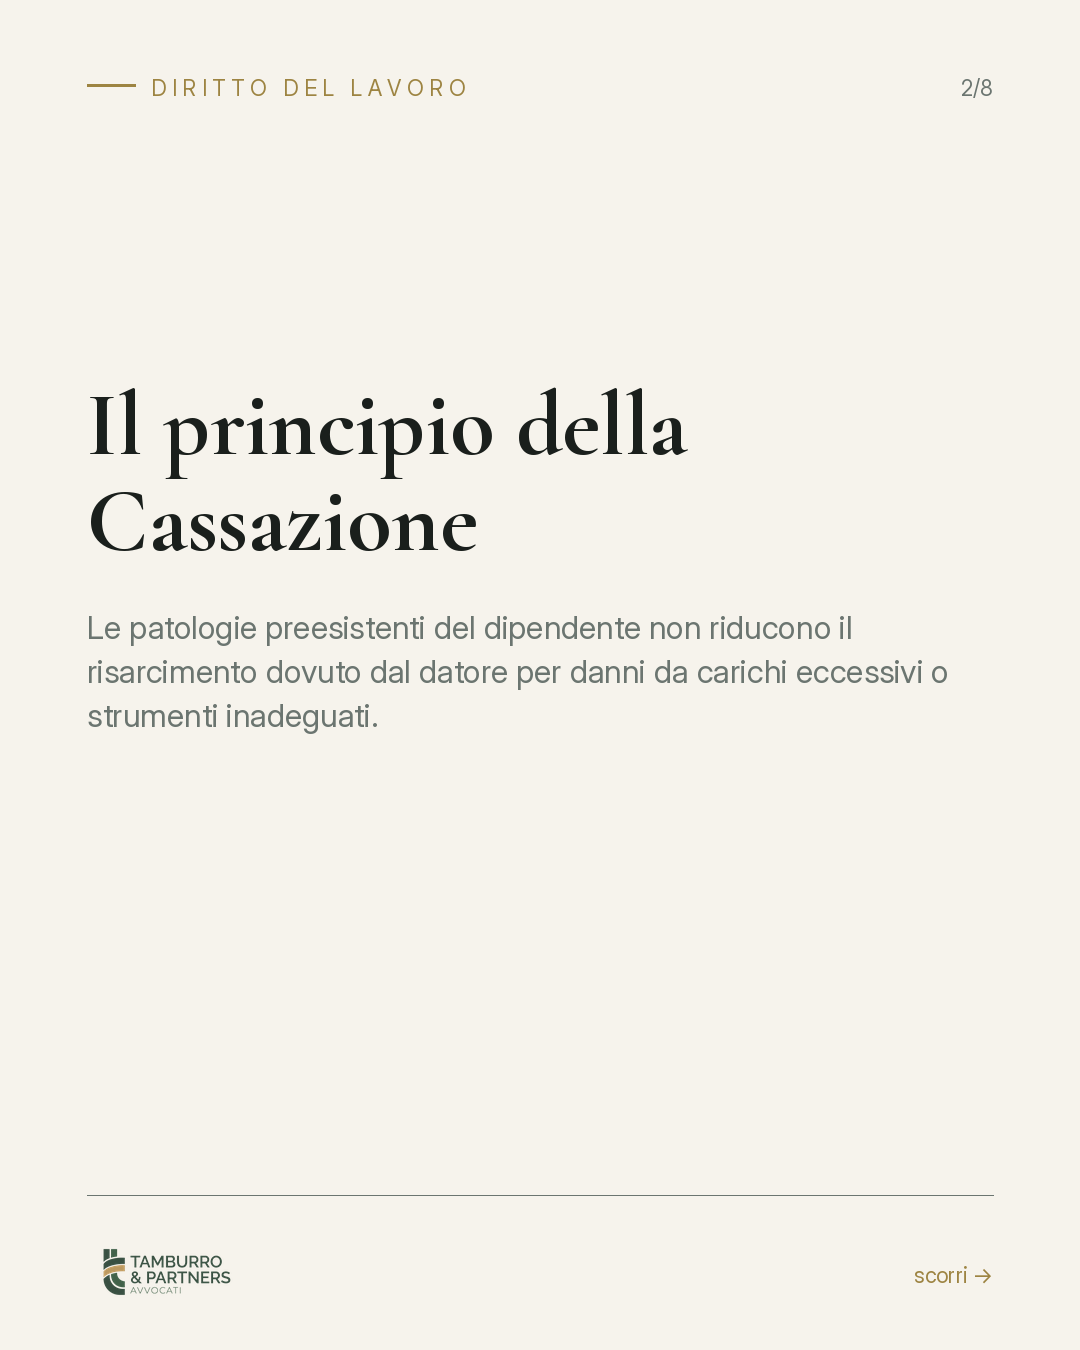 DIRITTO DEL LAVORO
2/8
Il principio della
Cassazione
Le patologie preesistenti del dipendente non riducono il
risarcimento dovuto dal datore per danni da carichi eccessivi o
strumenti inadeguati.
TAMBURRO
& PARTNERS
AVVOCATI
scorri →